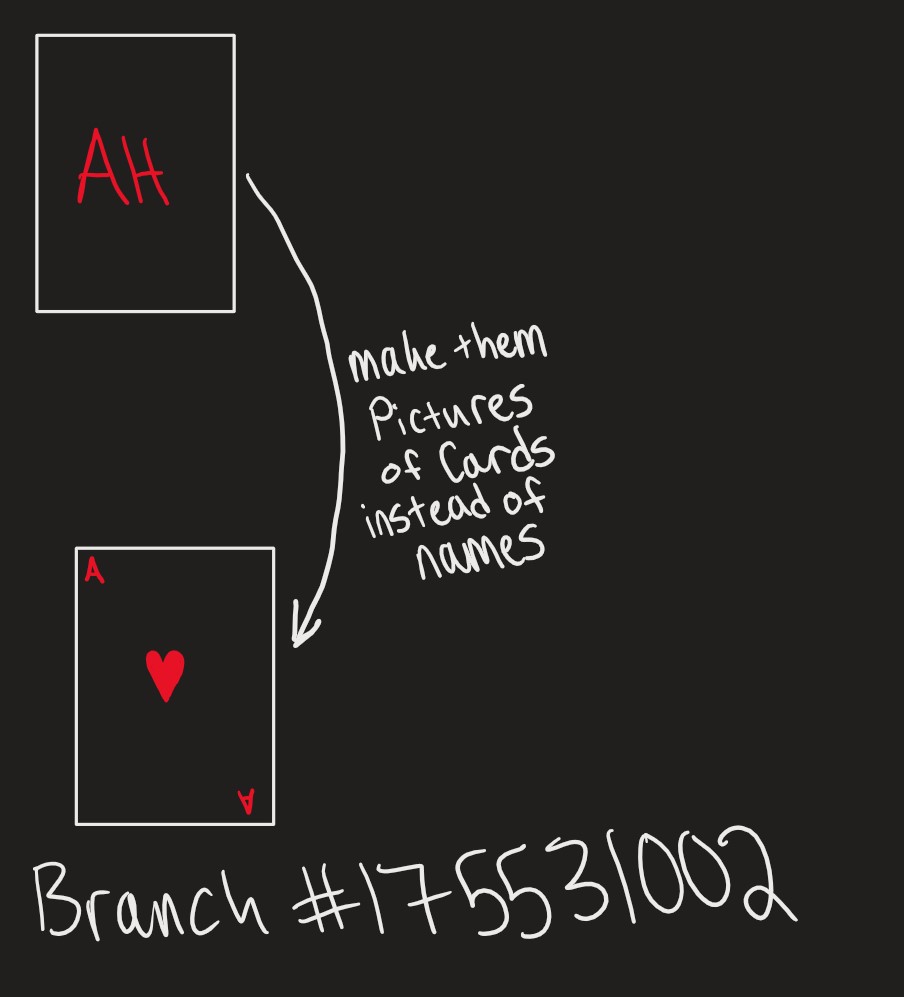 AH
make them
Pictures
of Cards
instead of
names
A
A
Branch #175531002